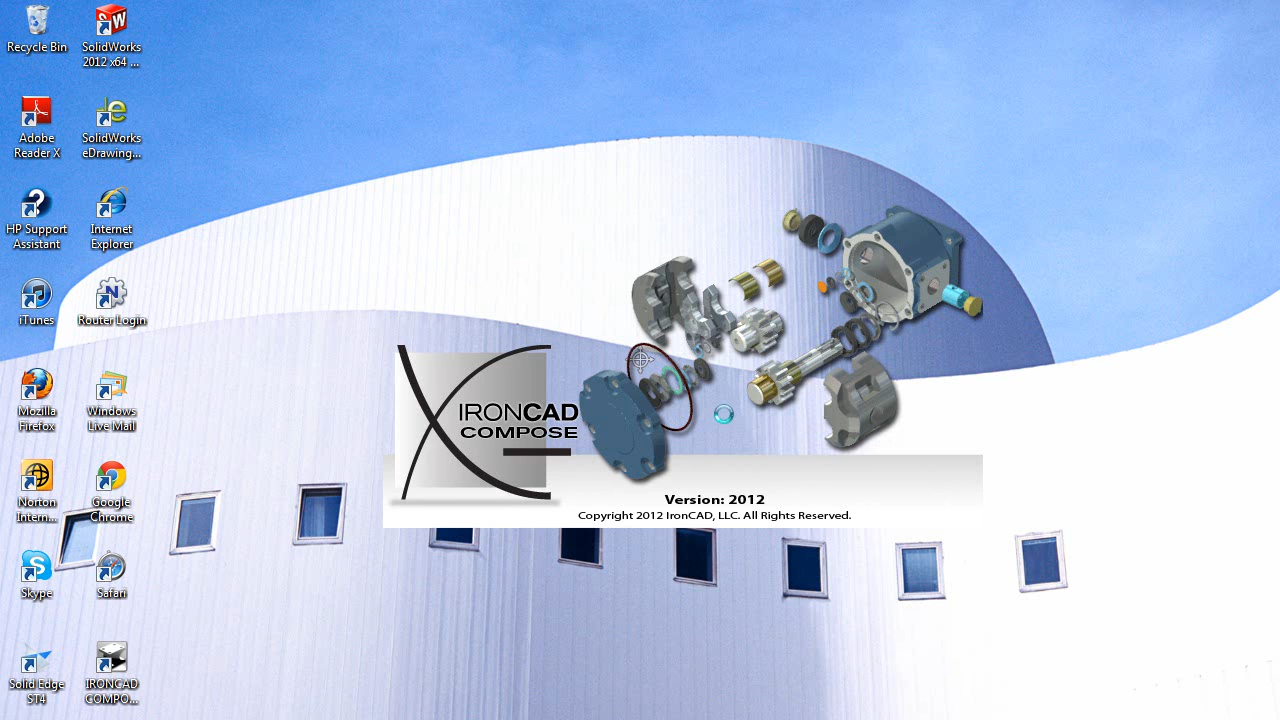 Recycle Bin
SolidWorks
2012 x64 ...
Adobe
Reader X
SolidWorks
eDrawing...
HP Support
Assistant
Internet
Explorer
iTunes
Router Login
Mozilla
Firefox
Windows
Live Mail
Norton
Intern...
Google
Chrome
Skype
Safari
Solid Edge
ST4
IRONCAD
COMPO...
IRONCAD
COMPOSE
Version: 2012
Copyright 2012 IronCAD, LLC. All Rights Reserved.